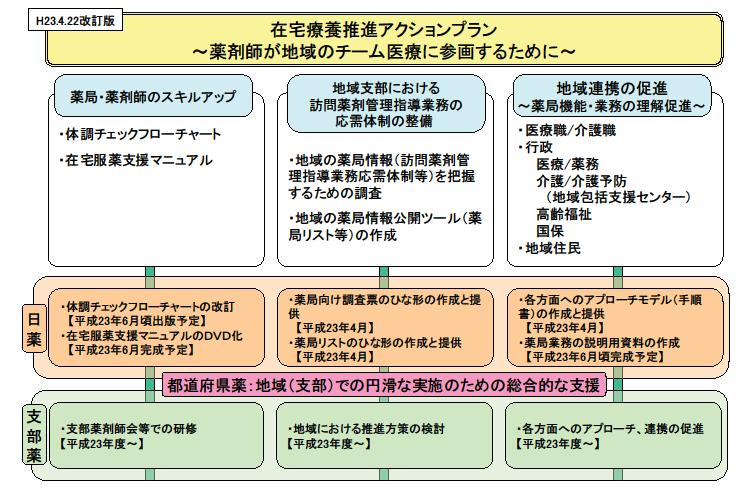 H23.4.22改訂版
在宅療養推進アクションプラン
～薬剤師が地域のチーム医療に参画するために～
薬局・薬剤師のスキルアップ
・体調チェックフローチャート
・在宅服薬支援マニュアル
地域支部における
訪問薬剤管理指導業務の
応需体制の整備
・地域の薬局情報（訪問薬剤管
理指導業務応需体制等）を把握
するための調査
・地域の薬局情報公開ツール（薬
局リスト等）の作成
地域連携の促進
～薬局機能・業務の理解促進～
・医療職/介護職
・行政
医療/薬務
介護/介護予防
（地域包括支援センター）
高齢福祉
国保
・地域住民
日薬
・体調チェックフローチャートの改訂
【平成23年6月頃出版予定】
・在宅服薬支援マニュアルのDVD化
【平成23年6月完成予定】
・薬局向け調査票のひな形の作成と提
供
【平成23年4月】
・薬局リストのひな形の作成と提供
【平成23年4月】
・各方面へのアプローチモデル（手順
書）の作成と提供
【平成23年4月】
・薬局業務の説明用資料の作成
【平成23年6月頃完成予定】
都道府県薬：地域（支部）での円滑な実施のための総合的な支援
支部薬
・支部薬剤師会等での研修
【平成23年度～】
・地域における推進方策の検討
【平成23年度～】
・各方面へのアプローチ、連携の促進
【平成23年度～】